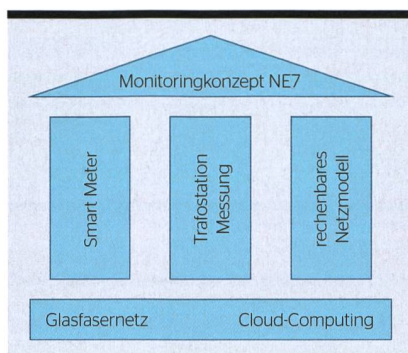 Monitoringkonzept NE7
Smart Meter
Trafostation
Messung
rechenbares
Netzmodell
Glasfasernetz Cloud-Computing